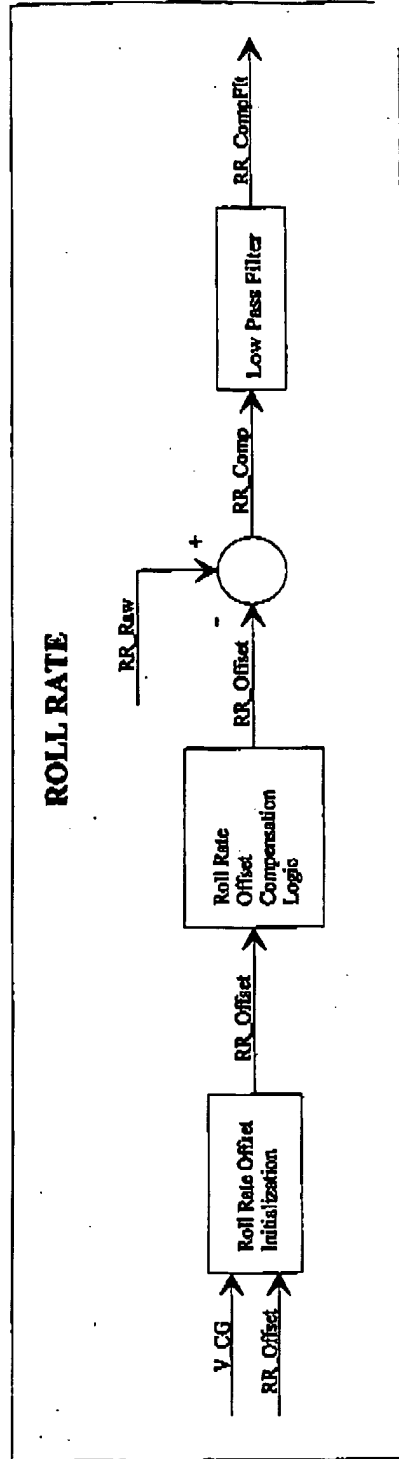 ROLL RATE
V_CG
RR_Offset
Roll Rate Offset
Initialization
RR_Offset
Roll Rate
Offset
Compensation
Logic
RR_Offset
-
RR_Raw
+
RR_Comp
Low Pass Filter
RR_CompFlt